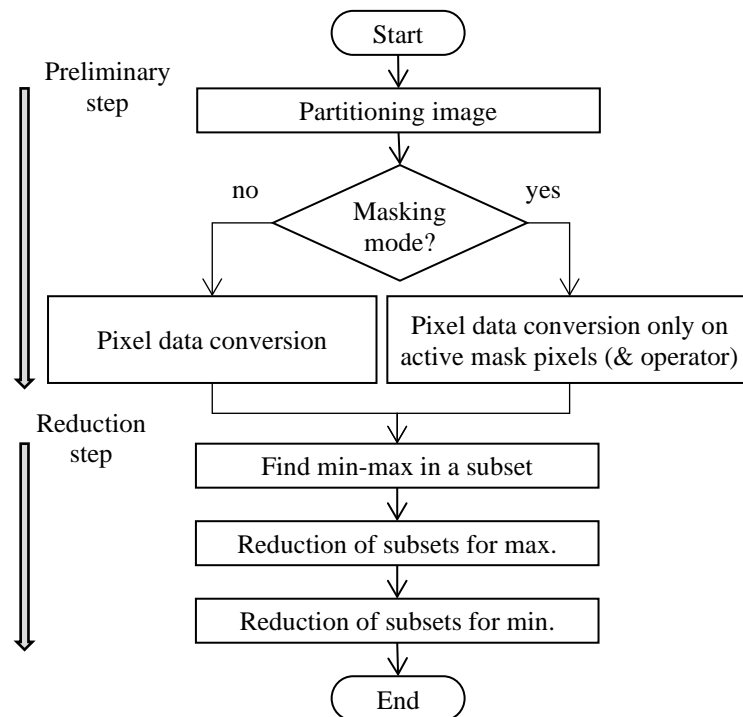 Start
Preliminary
step
Partitioning image
no
yes
Masking
mode?
Pixel data conversion
Pixel data conversion only on
active mask pixels (& operator)
Reduction
step
Find min-max in a subset
Reduction of subsets for max.
Reduction of subsets for min.
End